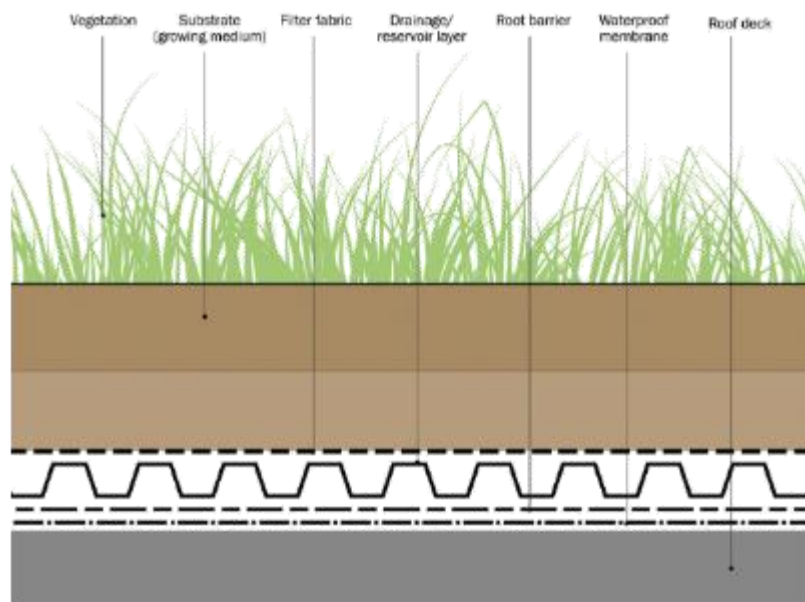 Vegetation
Substrate
(growing medium)
Filter fabric
Drainage/
reservoir layer
Root barrier
Waterproof
membrane
Roof deck